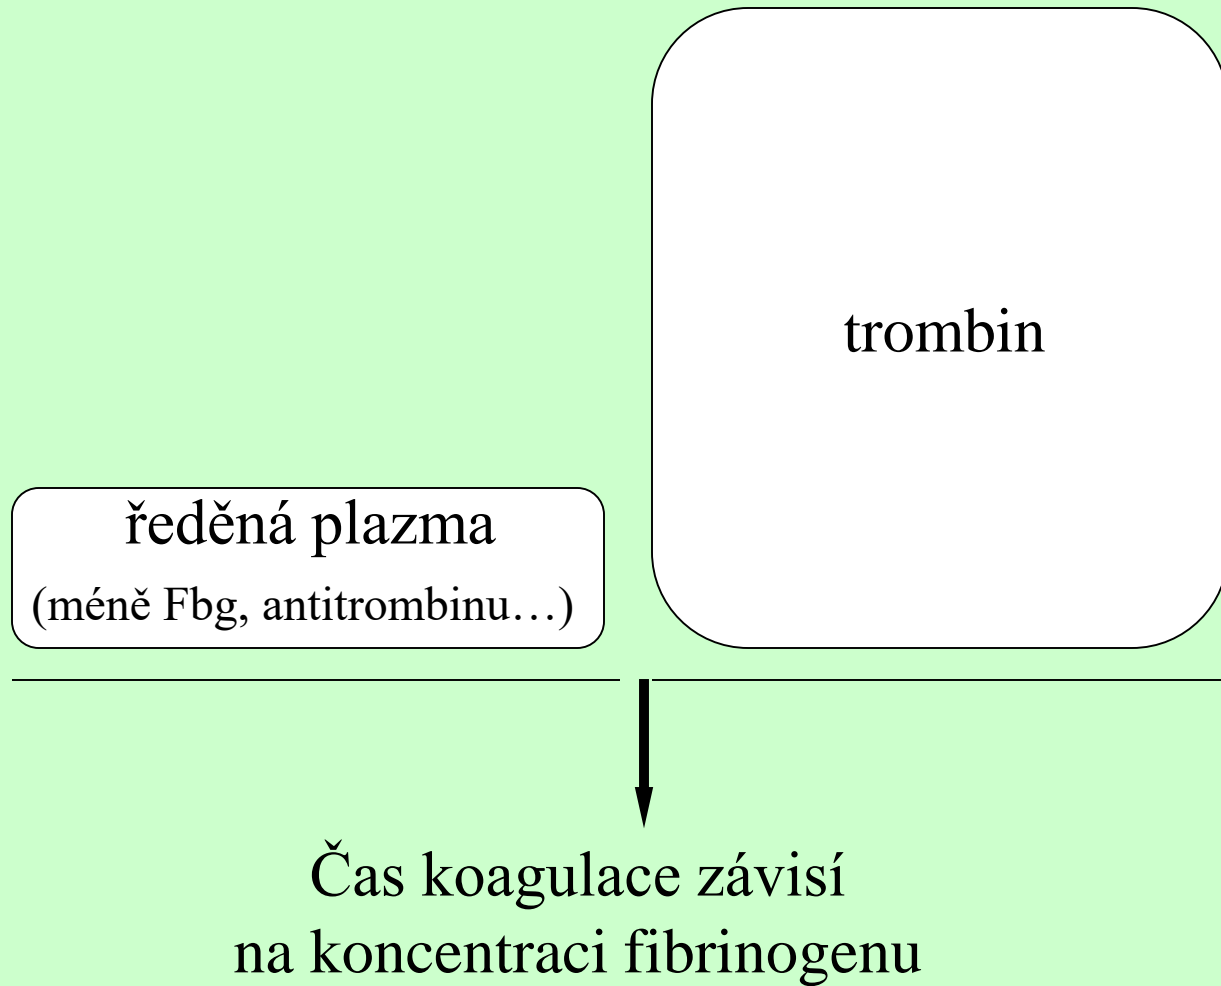 trombin
ředěná plazma
(méně Fbg, antitrombinu…)
Čas koagulace závisí
na koncentraci fibrinogenu